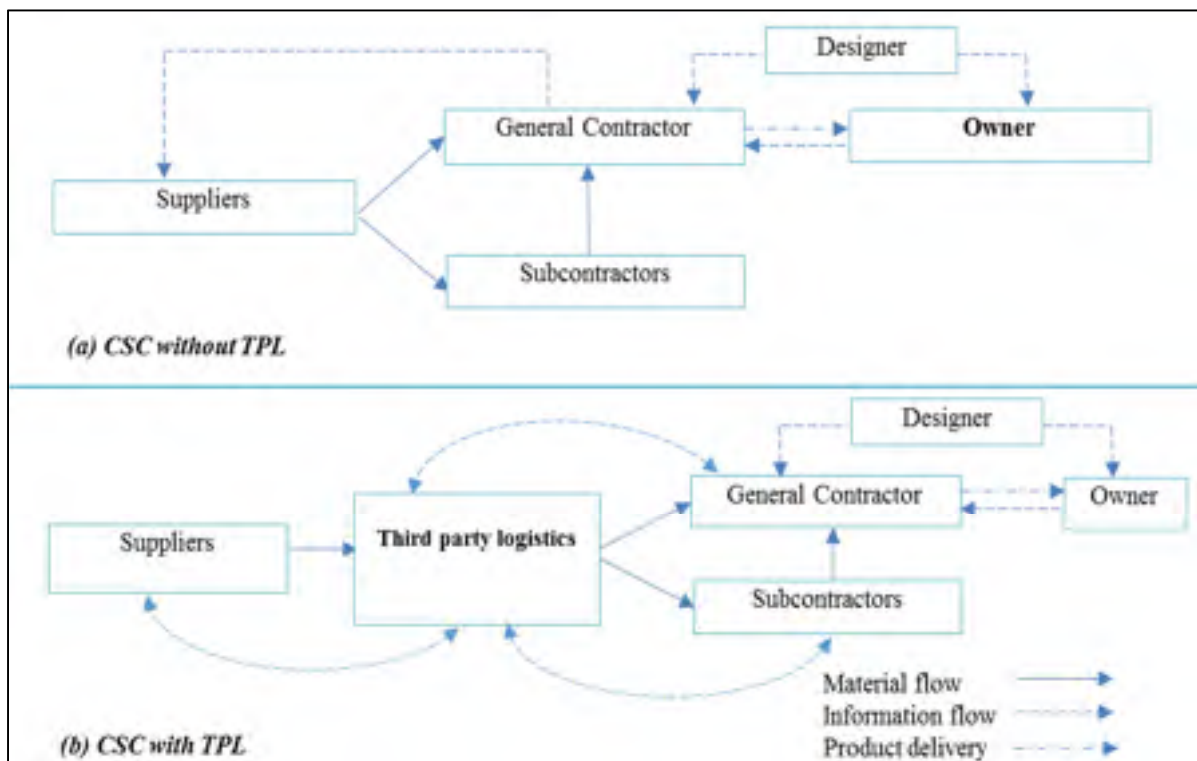 Designer
General Contractor
Owner
Suppliers
Subcontractors
(a) CSC without TPL
Designer
General Contractor
Owner
Suppliers
Third party logistics
Subcontractors
Material flow
Information flow
Product delivery
(b) CSC with TPL